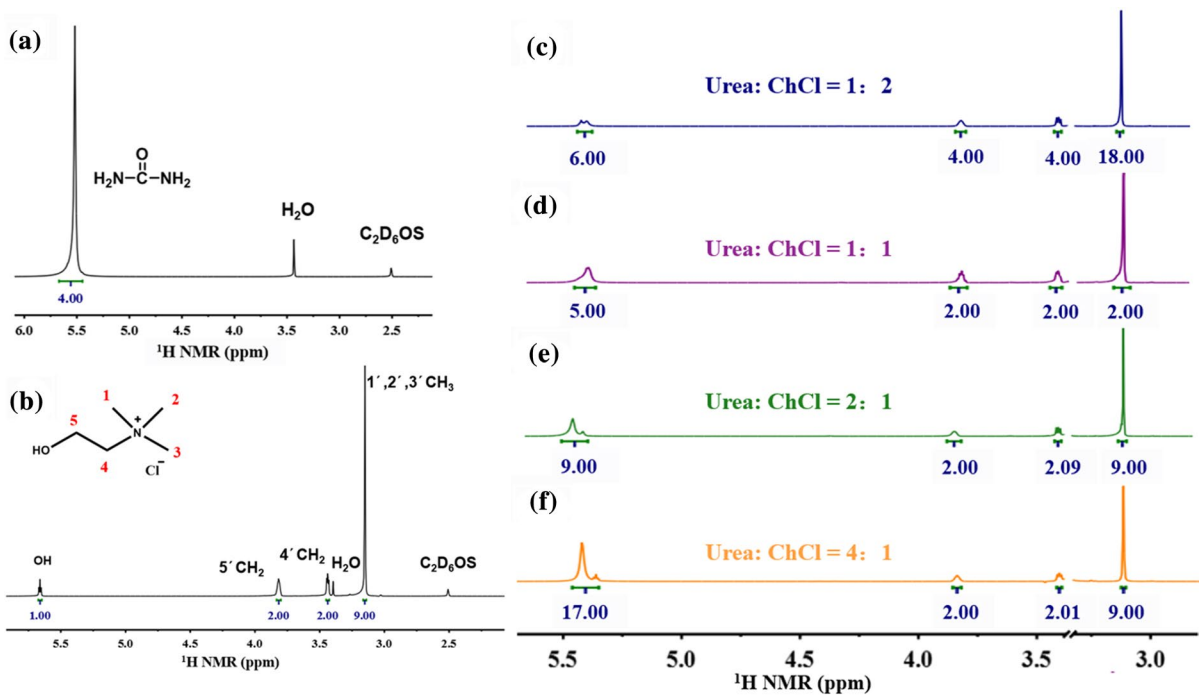 (a)
O
H₂N-C-NH₂
H₂O
C₂D₆OS
4.00
6.0 5.5 5.0 4.5 4.0 3.5 3.0 2.5
¹H NMR (ppm)
(b)
1 2
5 +
N
HO 3
4 Cl⁻
1´,2´,3´CH₃
OH
5´CH₂
4´CH₂
H₂O
C₂D₆OS
1.00 2.00 2.00 9.00
5.5 5.0 4.5 4.0 3.5 3.0 2.5
¹H NMR (ppm)
(c)
Urea: ChCl = 1: 2
6.00 4.00 4.00 18.00
(d)
Urea: ChCl = 1: 1
5.00 2.00 2.00 2.00
(e)
Urea: ChCl = 2: 1
9.00 2.00 2.09 9.00
(f)
Urea: ChCl = 4: 1
17.00 2.00 2.01 9.00
5.5 5.0 4.5 4.0 3.5 3.0
¹H NMR (ppm)